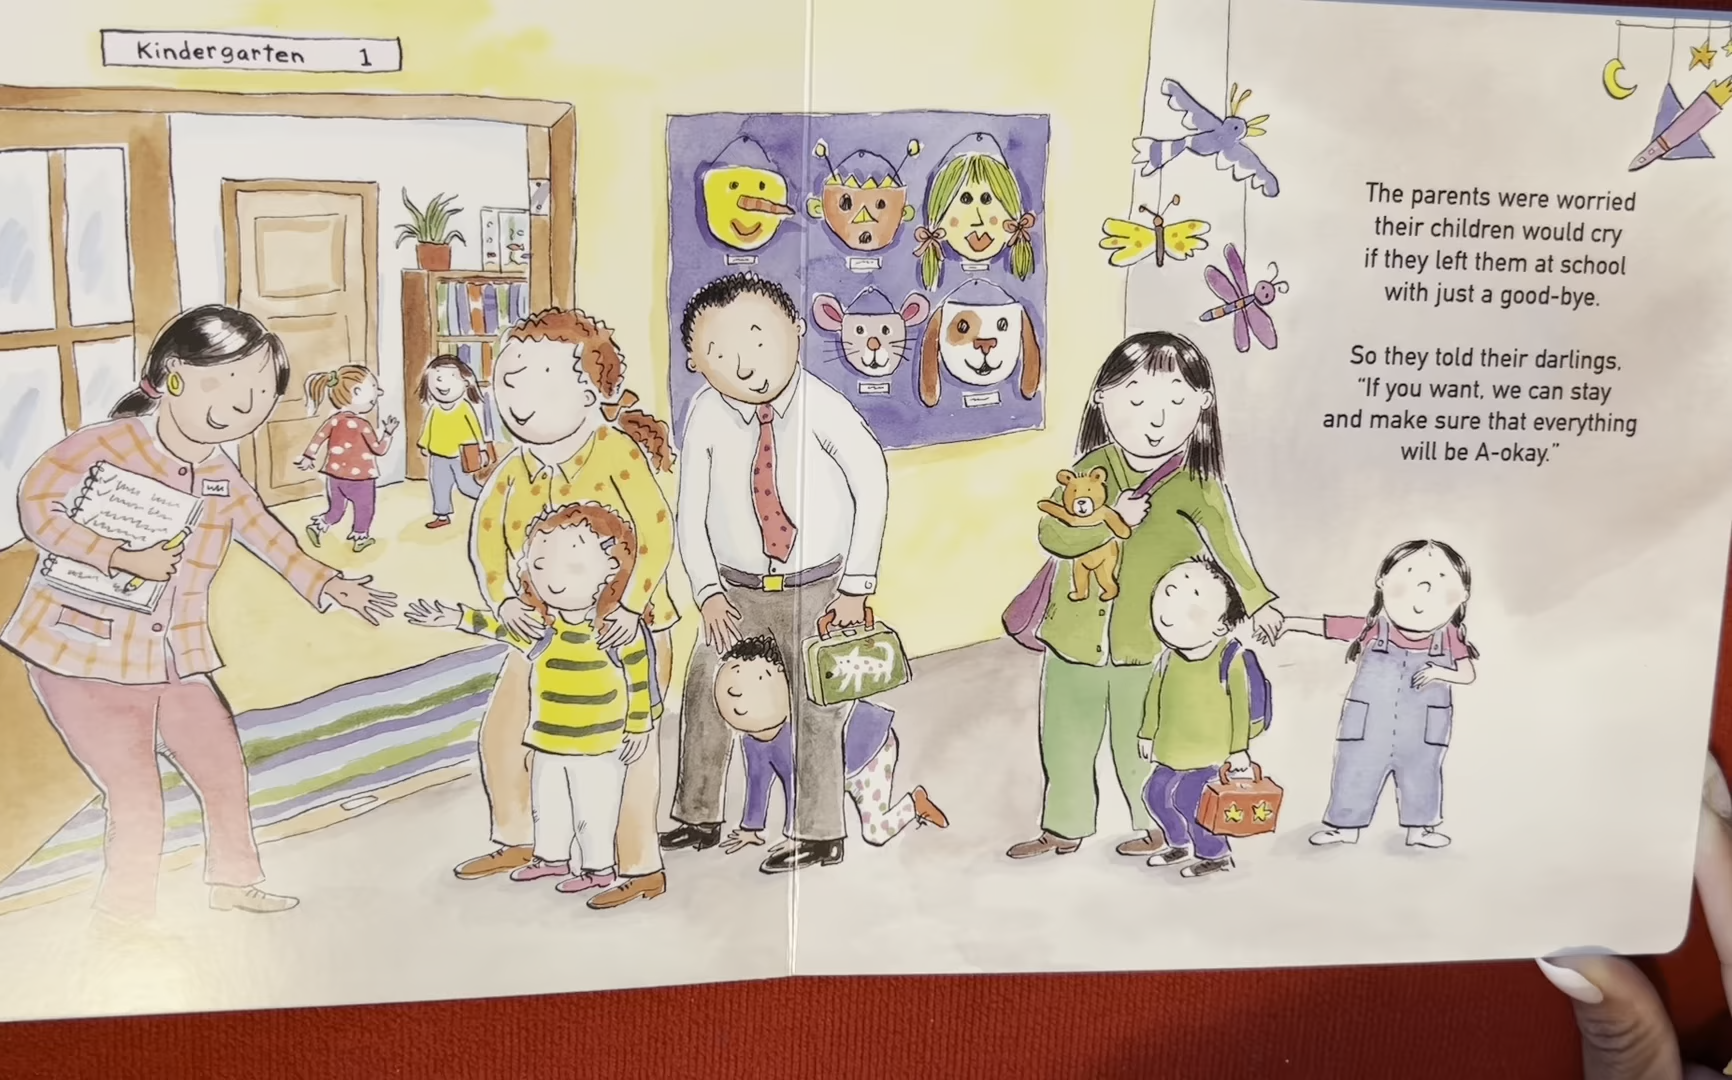 Kindergarten 1
The parents were worried
their children would cry
if they left them at school
with just a good-bye.
So they told their darlings,
“If you want, we can stay
and make sure that everything
will be A-okay.”